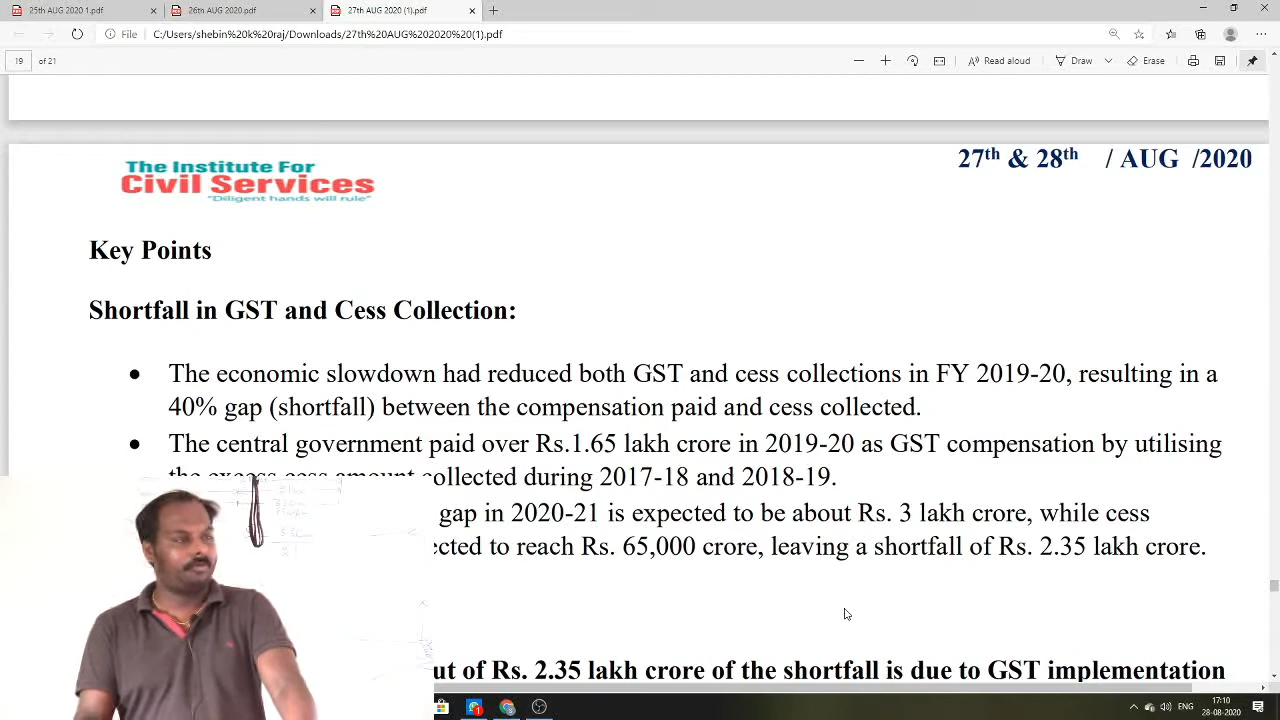 25th AUG 2020 1.pdf
26th AUG 2020.pdf
27th AUG 2020 (1).pdf
File
C:/Users/shebin%20k%20raj/Downloads/27th%20AUG%202020%20(1).pdf
19 of 21
Read aloud
Draw
Erase
The Institute For
Civil Services
"Diligent hands will rule"
27th & 28th / AUG /2020
Key Points
Shortfall in GST and Cess Collection:
• The economic slowdown had reduced both GST and cess collections in FY 2019-20, resulting in a
40% gap (shortfall) between the compensation paid and cess collected.
• The central government paid over Rs.1.65 lakh crore in 2019-20 as GST compensation by utilising
the excess cess amount collected during 2017-18 and 2018-19.
gap in 2020-21 is expected to be about Rs. 3 lakh crore, while cess
ected to reach Rs. 65,000 crore, leaving a shortfall of Rs. 2.35 lakh crore.
ut of Rs. 2.35 lakh crore of the shortfall is due to GST implementation
ENG
17:10
28-08-2020